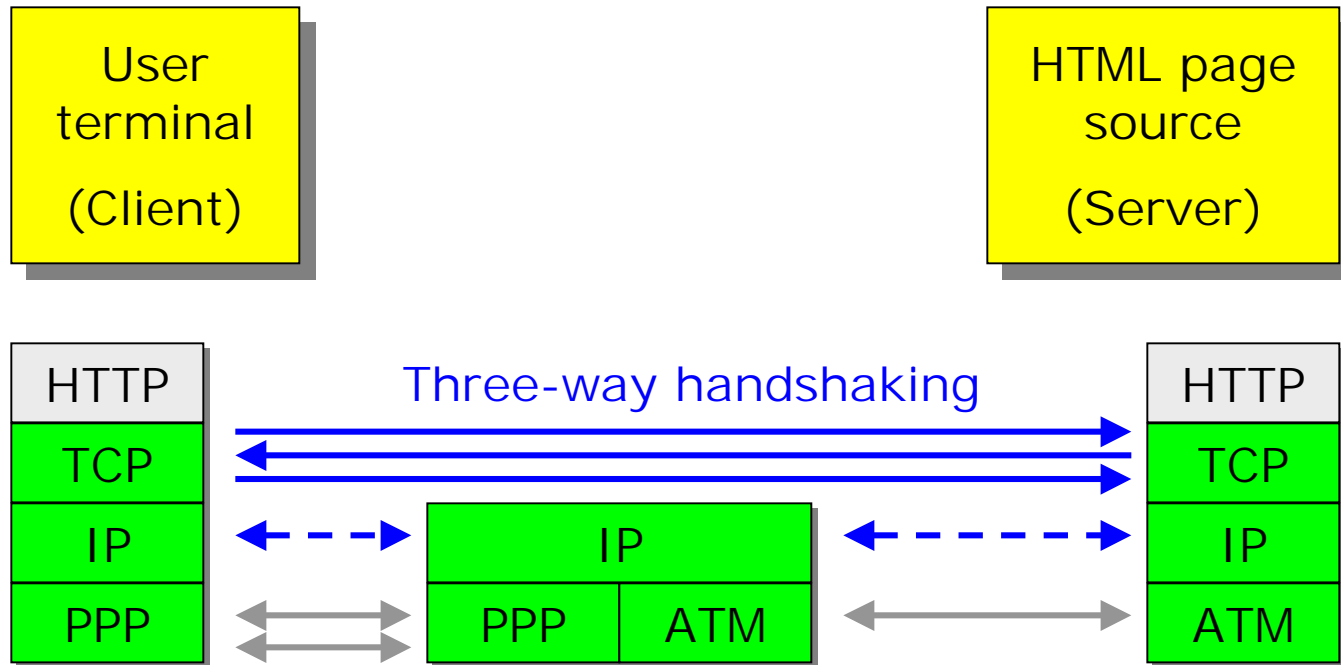 User
terminal
(Client)
HTML page
source
(Server)
HTTP
Three-way handshaking
HTTP
TCP
TCP
IP
IP
IP
PPP
PPP
ATM
ATM